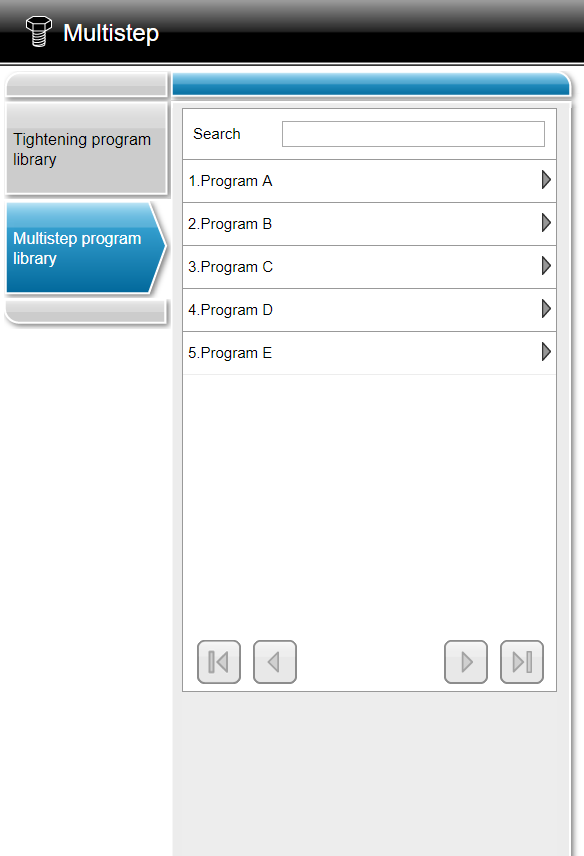 Multistep
Tightening program
library
Multistep program
library
Search
1.Program A
2.Program B
3.Program C
4.Program D
5.Program E